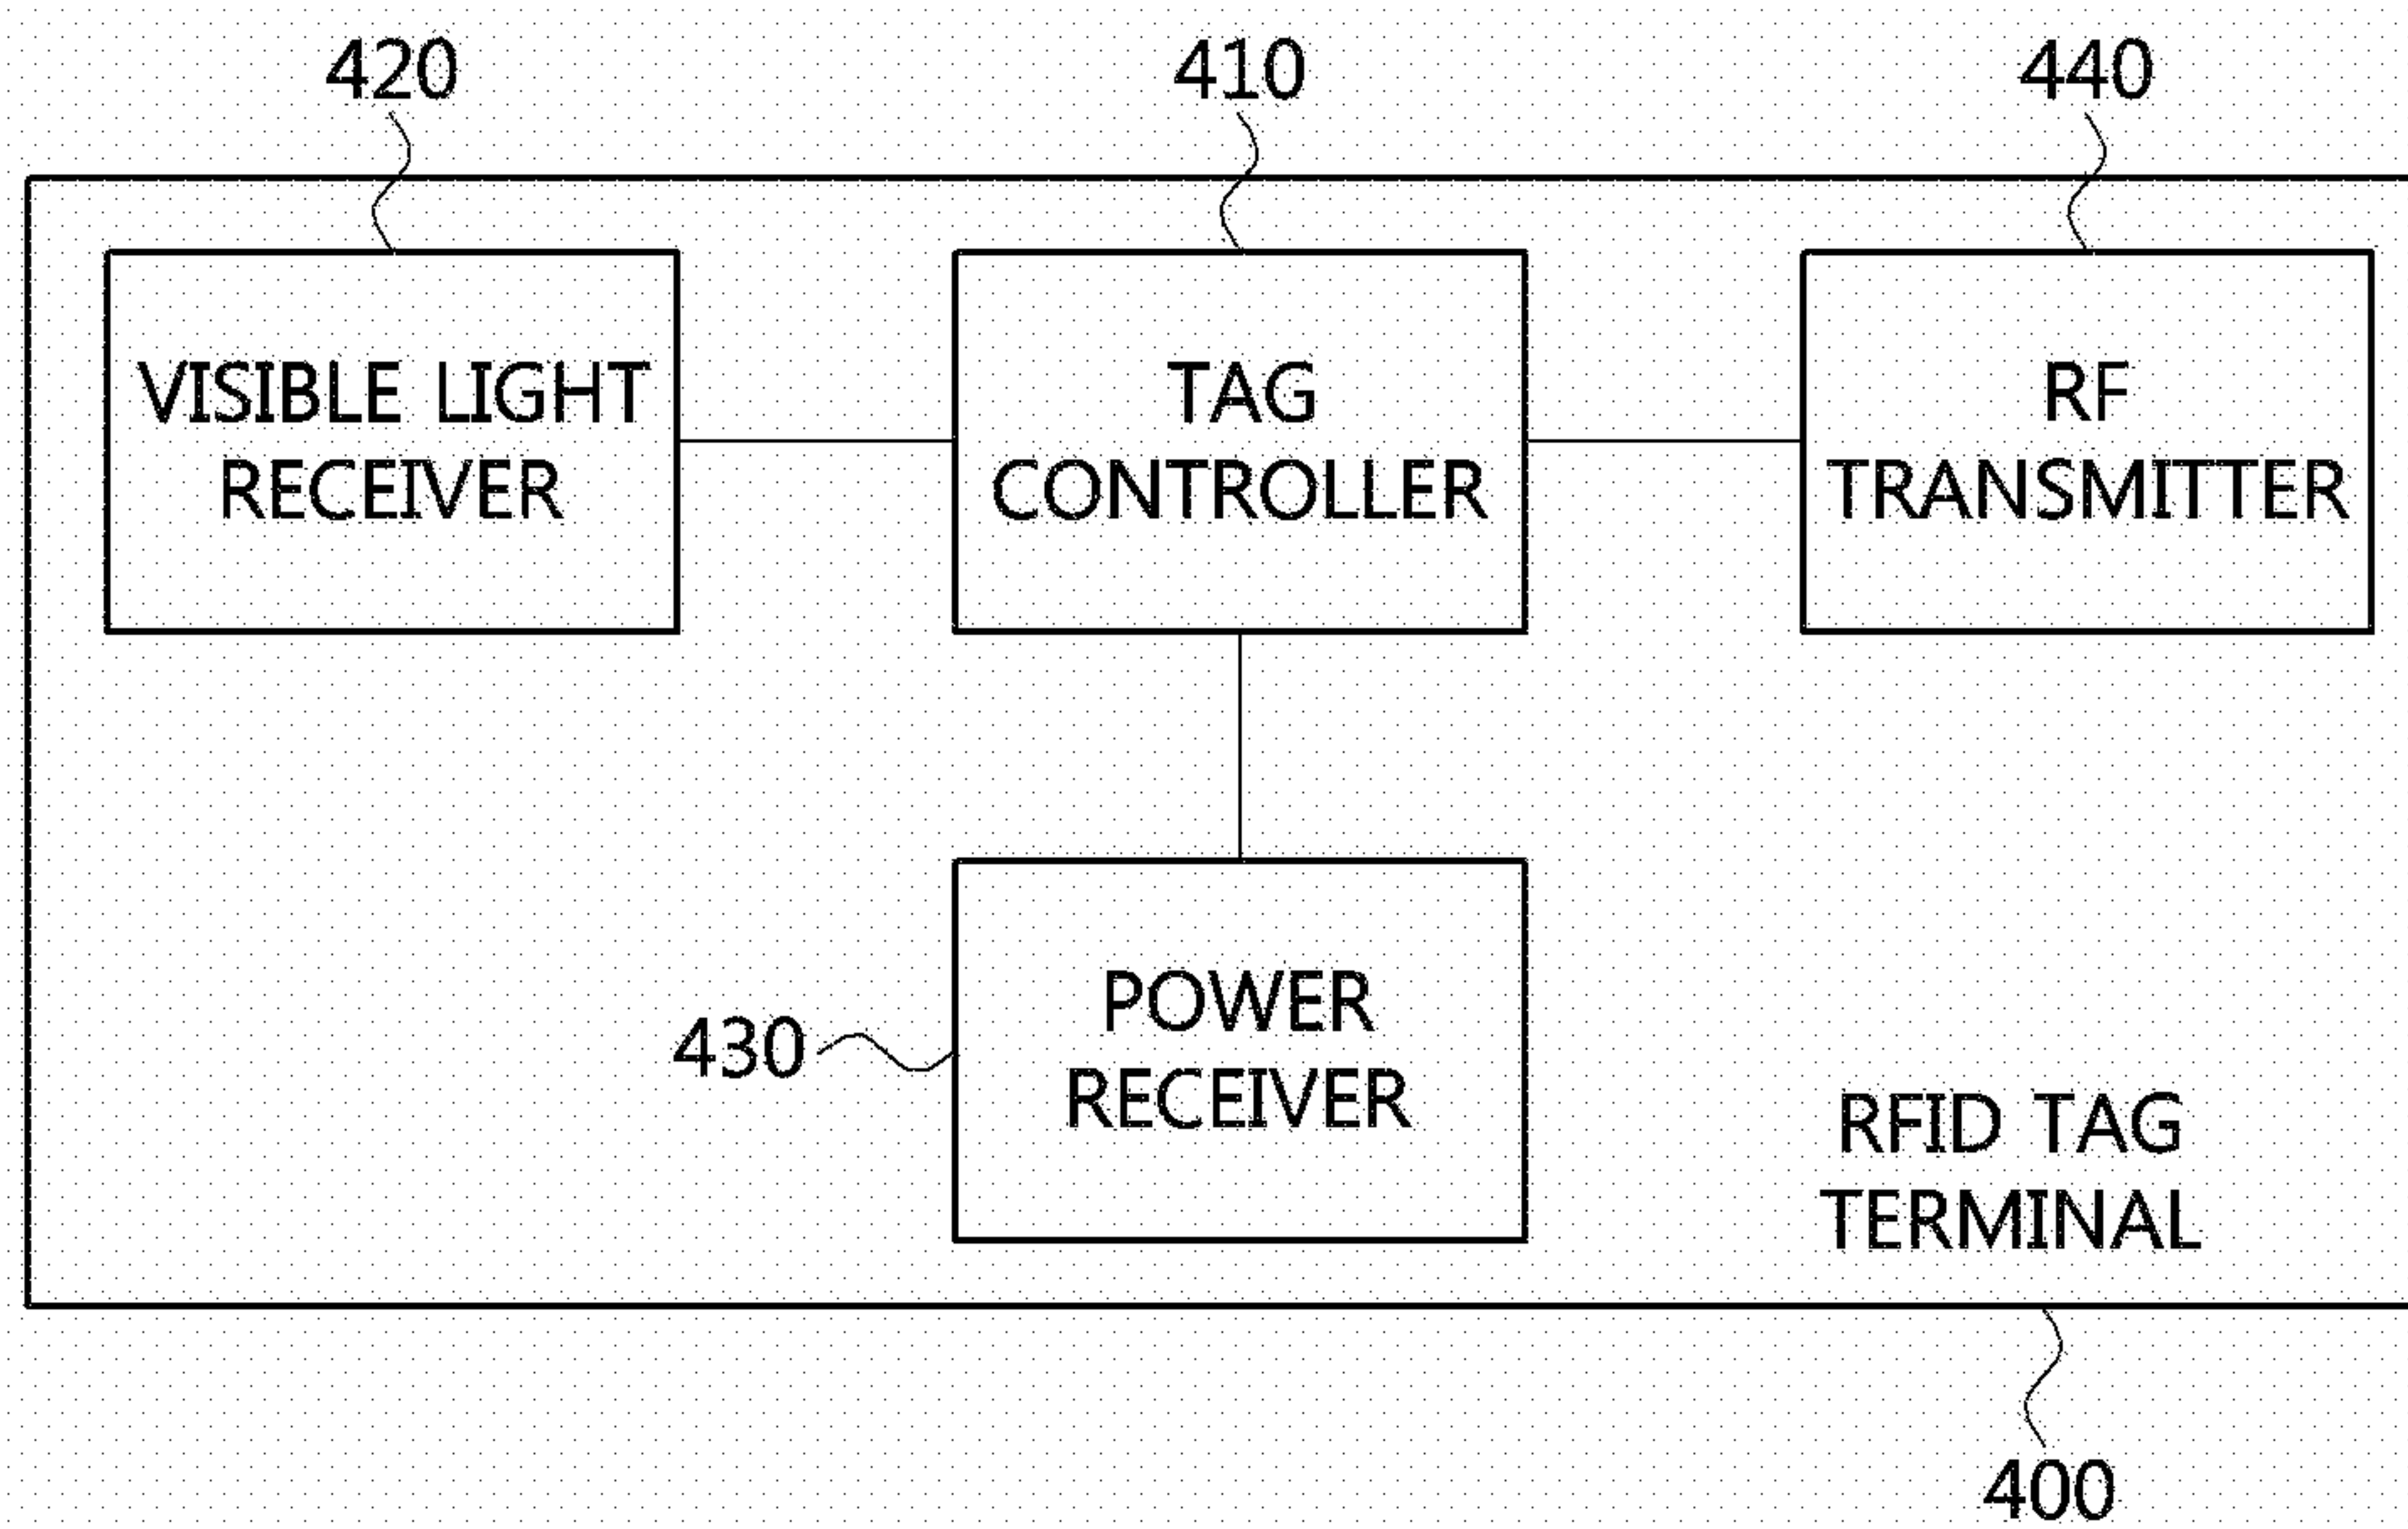 420
410
440
VISIBLE LIGHT
RECEIVER
TAG
CONTROLLER
RF
TRANSMITTER
430
POWER
RECEIVER
RFID TAG
TERMINAL
400